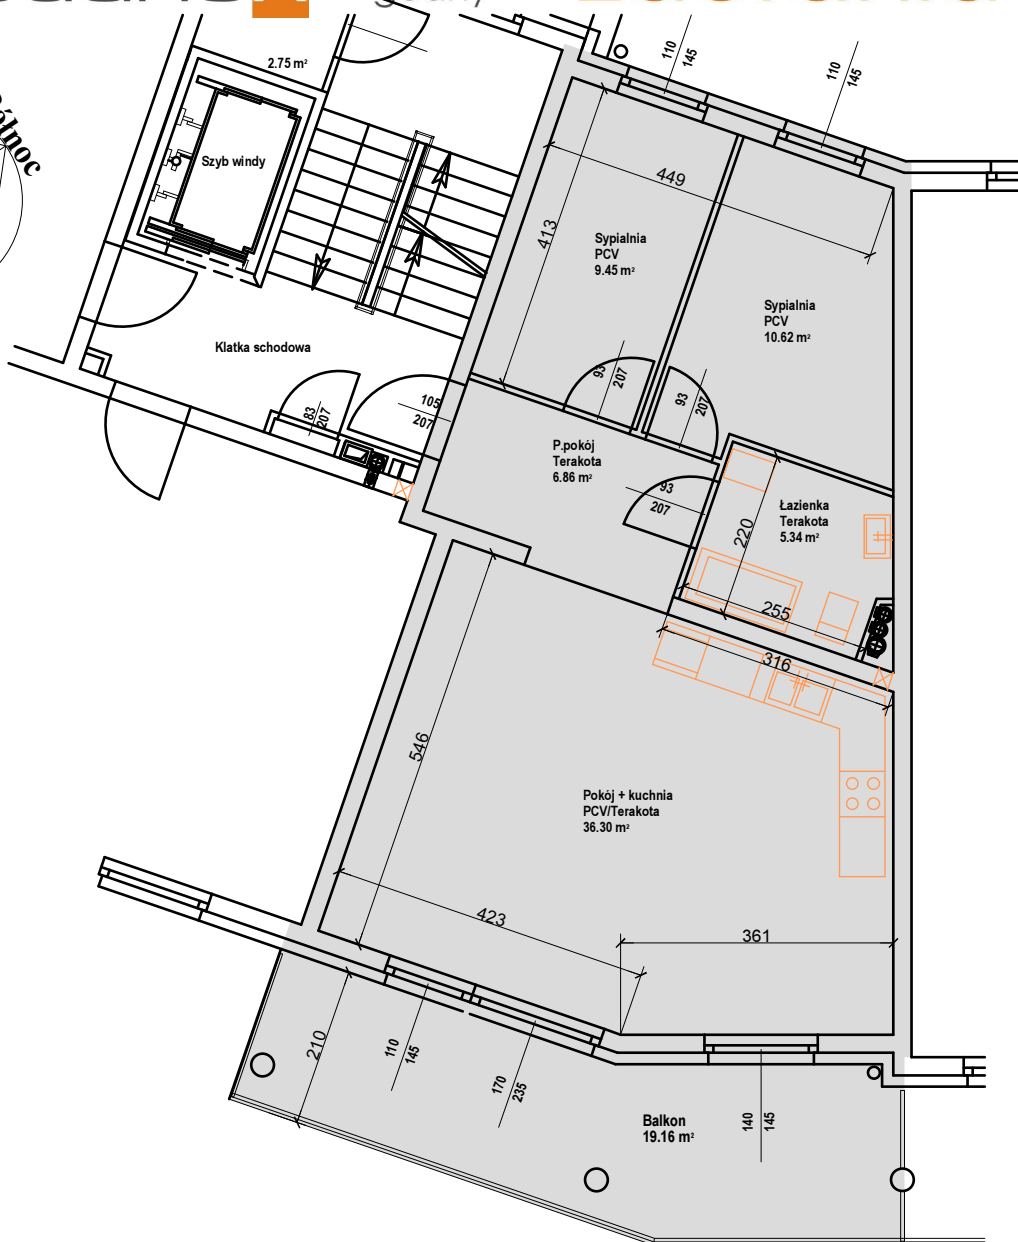 2.75 m²
110
145
110
145
Szyb windy
449
413
Sypialnia
PCV
9.45 m²
Sypialnia
PCV
10.62 m²
Klatka schodowa
93
207
93
207
83
207
105
207
P.pokój
Terakota
6.86 m²
93
207
Łazienka
Terakota
5.34 m²
220
255
316
546
Pokój + kuchnia
PCV/Terakota
36.30 m²
423
361
210
110
145
170
235
140
145
Balkon
19.16 m²